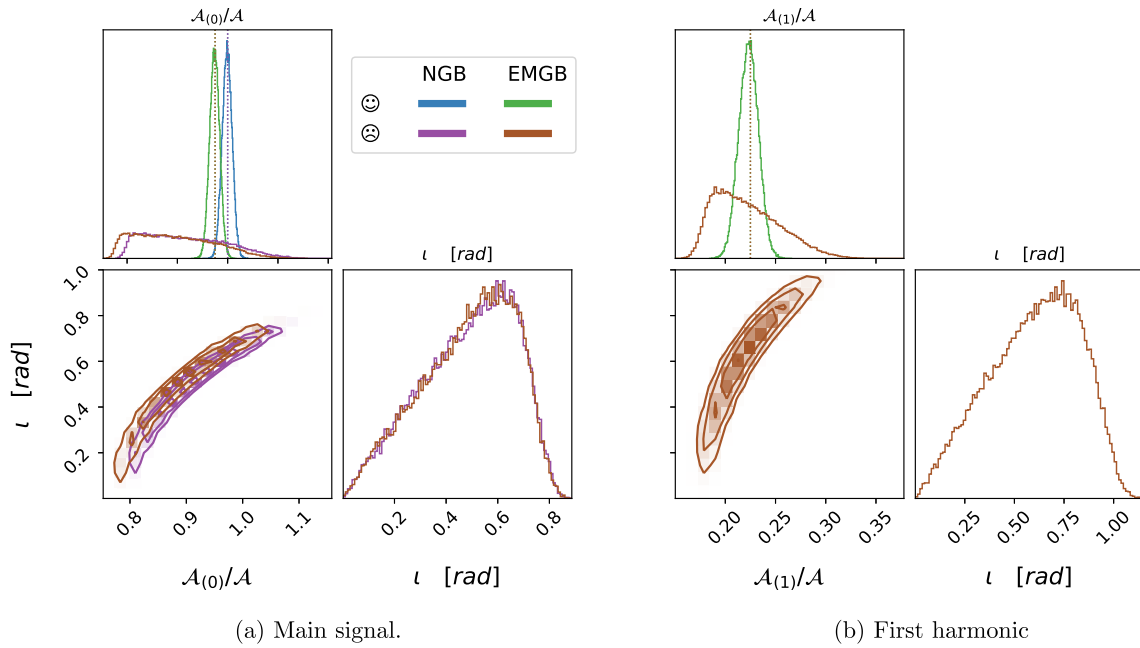 𝒜(0)/𝒜
NGB EMGB
☺
☹
ι [rad]
ι [rad]
0.2
0.4
0.6
0.8
1.0
0.8 0.9 1.0 1.1
𝒜(0)/𝒜
0.2 0.4 0.6 0.8
ι [rad]
(a) Main signal.
𝒜(1)/𝒜
ι [rad]
0.20 0.25 0.30 0.35
𝒜(1)/𝒜
0.25 0.50 0.75 1.00
ι [rad]
(b) First harmonic